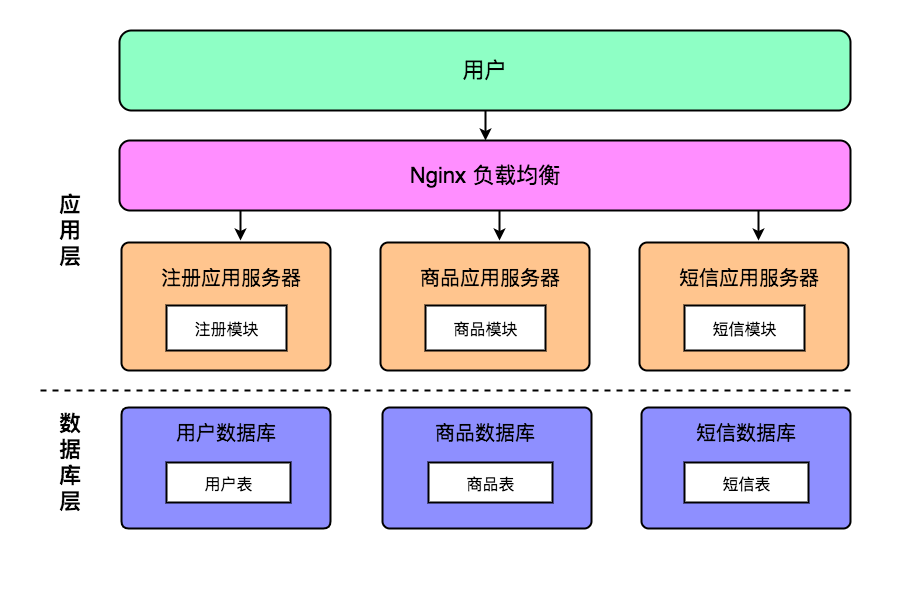 用户
Nginx 负载均衡
应用层
注册应用服务器
商品应用服务器
短信应用服务器
注册模块
商品模块
短信模块
数据库层
用户数据库
商品数据库
短信数据库
用户表
商品表
短信表